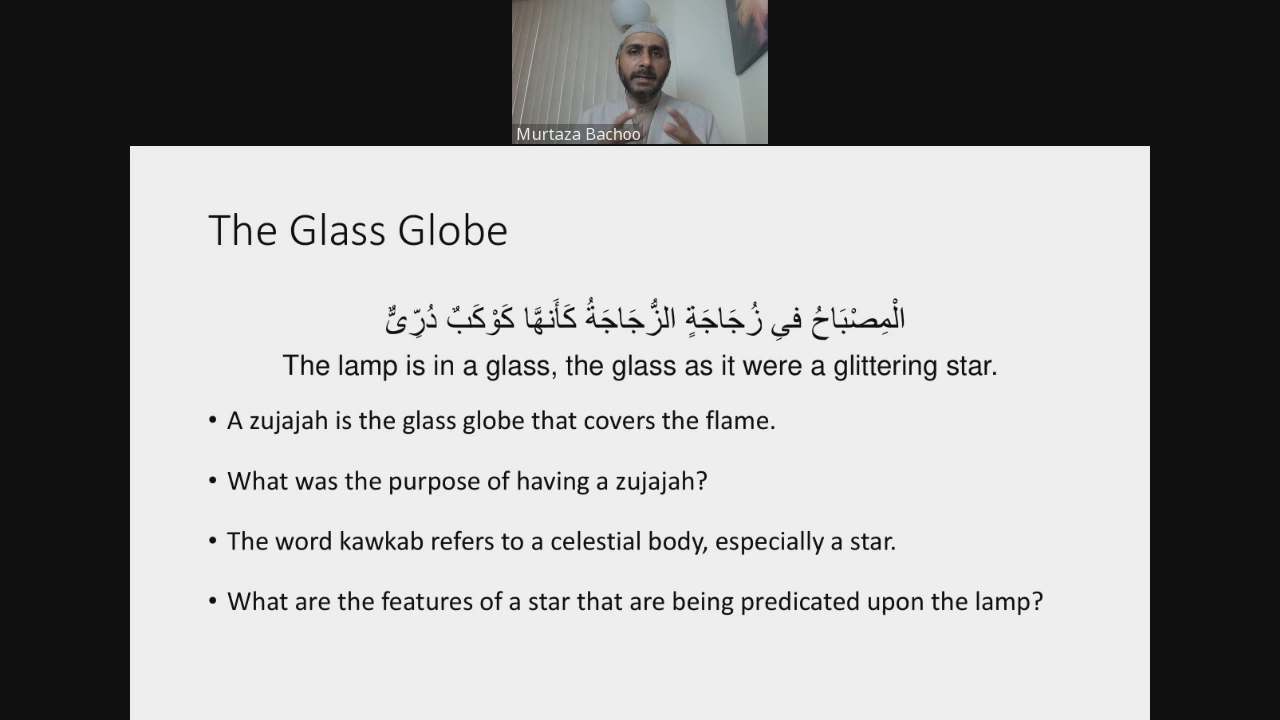 Murtaza Bachoo
The Glass Globe
الْمِصْبَاحُ فىِ زُجَاجَةٍ الزُّجَاجَةُ كَأَنهَّا كَوْكَبٌ دُرِّىٌّ
The lamp is in a glass, the glass as it were a glittering star.
• A zujajah is the glass globe that covers the flame.
• What was the purpose of having a zujajah?
• The word kawkab refers to a celestial body, especially a star.
• What are the features of a star that are being predicated upon the lamp?